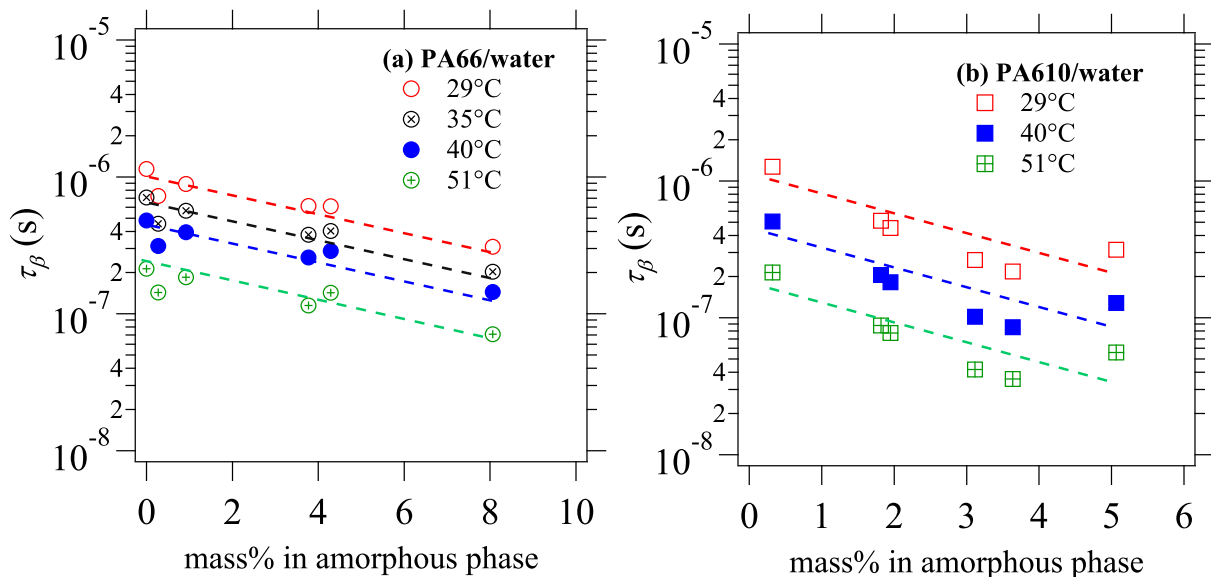 (a) PA66/water
29°C
35°C
40°C
51°C
10⁻⁵
4
2
10⁻⁶
4
2
10⁻⁷
4
2
10⁻⁸
τβ (s)
0 2 4 6 8 10
mass% in amorphous phase
(b) PA610/water
29°C
40°C
51°C
10⁻⁵
4
2
10⁻⁶
4
2
10⁻⁷
4
2
10⁻⁸
τβ (s)
0 1 2 3 4 5 6
mass% in amorphous phase